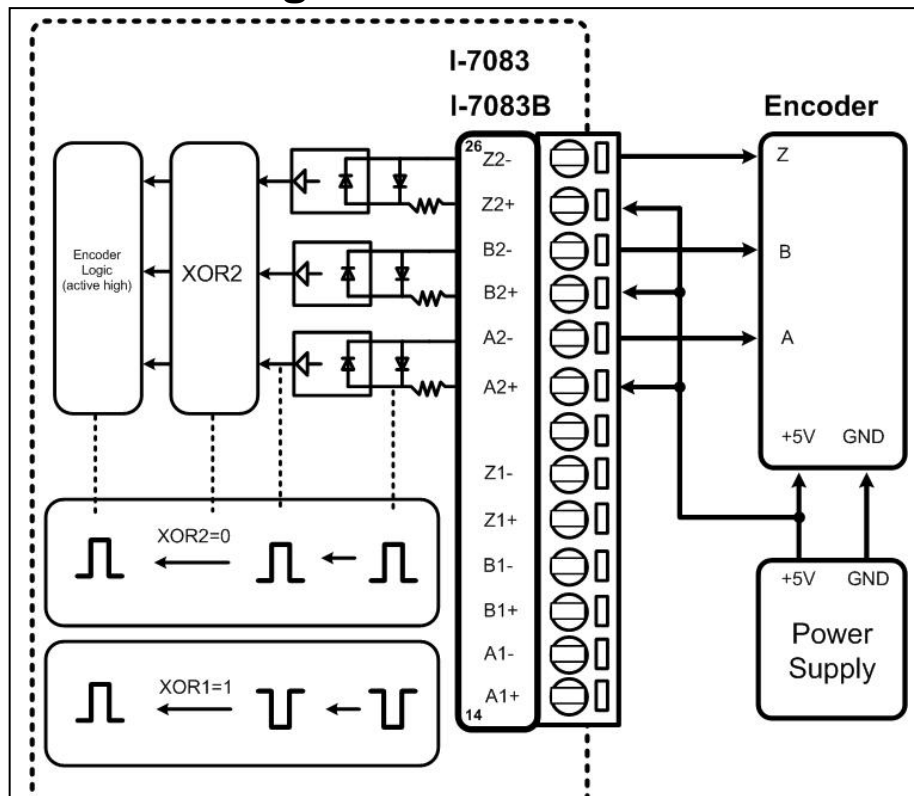 I-7083
I-7083B
Encoder
26
Z2-
Z2+
B2-
B2+
A2-
A2+
Z1-
Z1+
B1-
B1+
A1-
A1+
14
Encoder
Logic
(active high)
XOR2
Z
B
A
+5V GND
+5V GND
Power
Supply
XOR2=0
XOR1=1